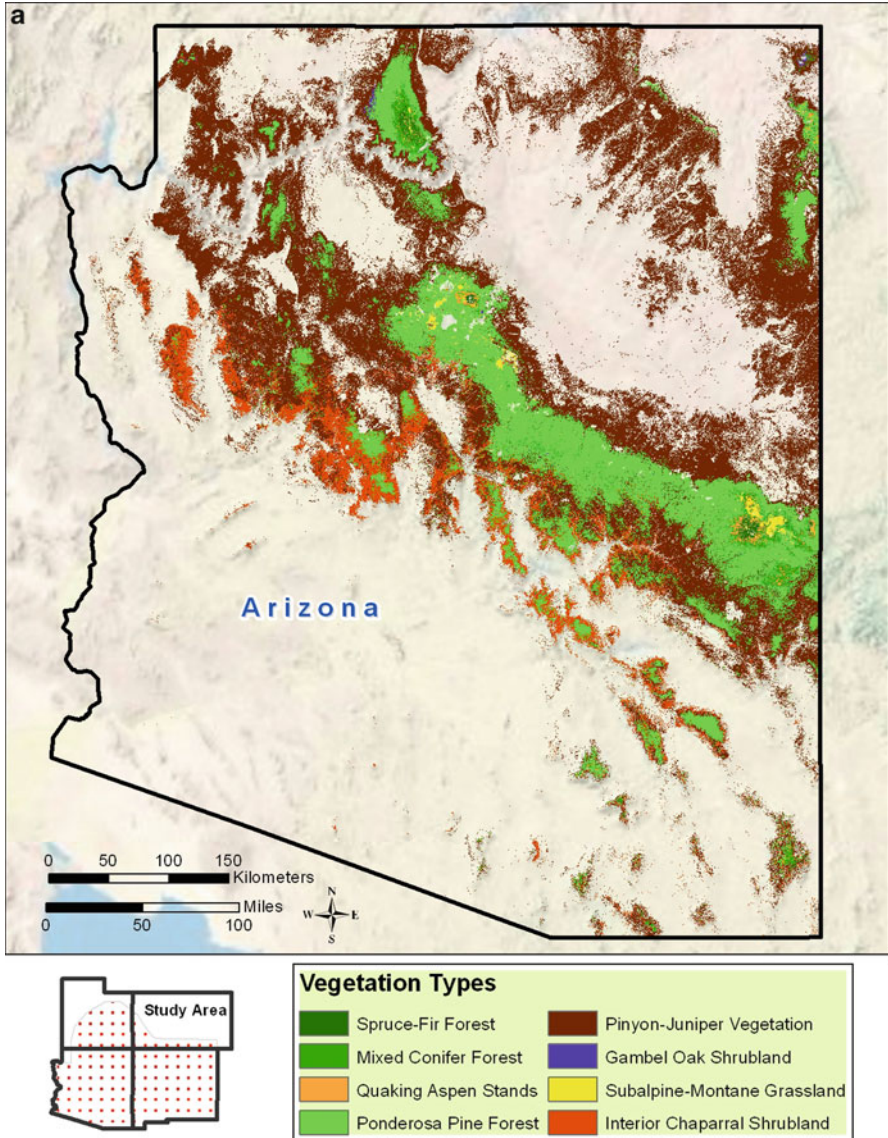 a
Arizona
0 50 100 150
Kilometers
Miles
0 50 100
N
W E
S
Study Area
Vegetation Types
Spruce-Fir Forest
Mixed Conifer Forest
Quaking Aspen Stands
Ponderosa Pine Forest
Pinyon-Juniper Vegetation
Gambel Oak Shrubland
Subalpine-Montane Grassland
Interior Chaparral Shrubland